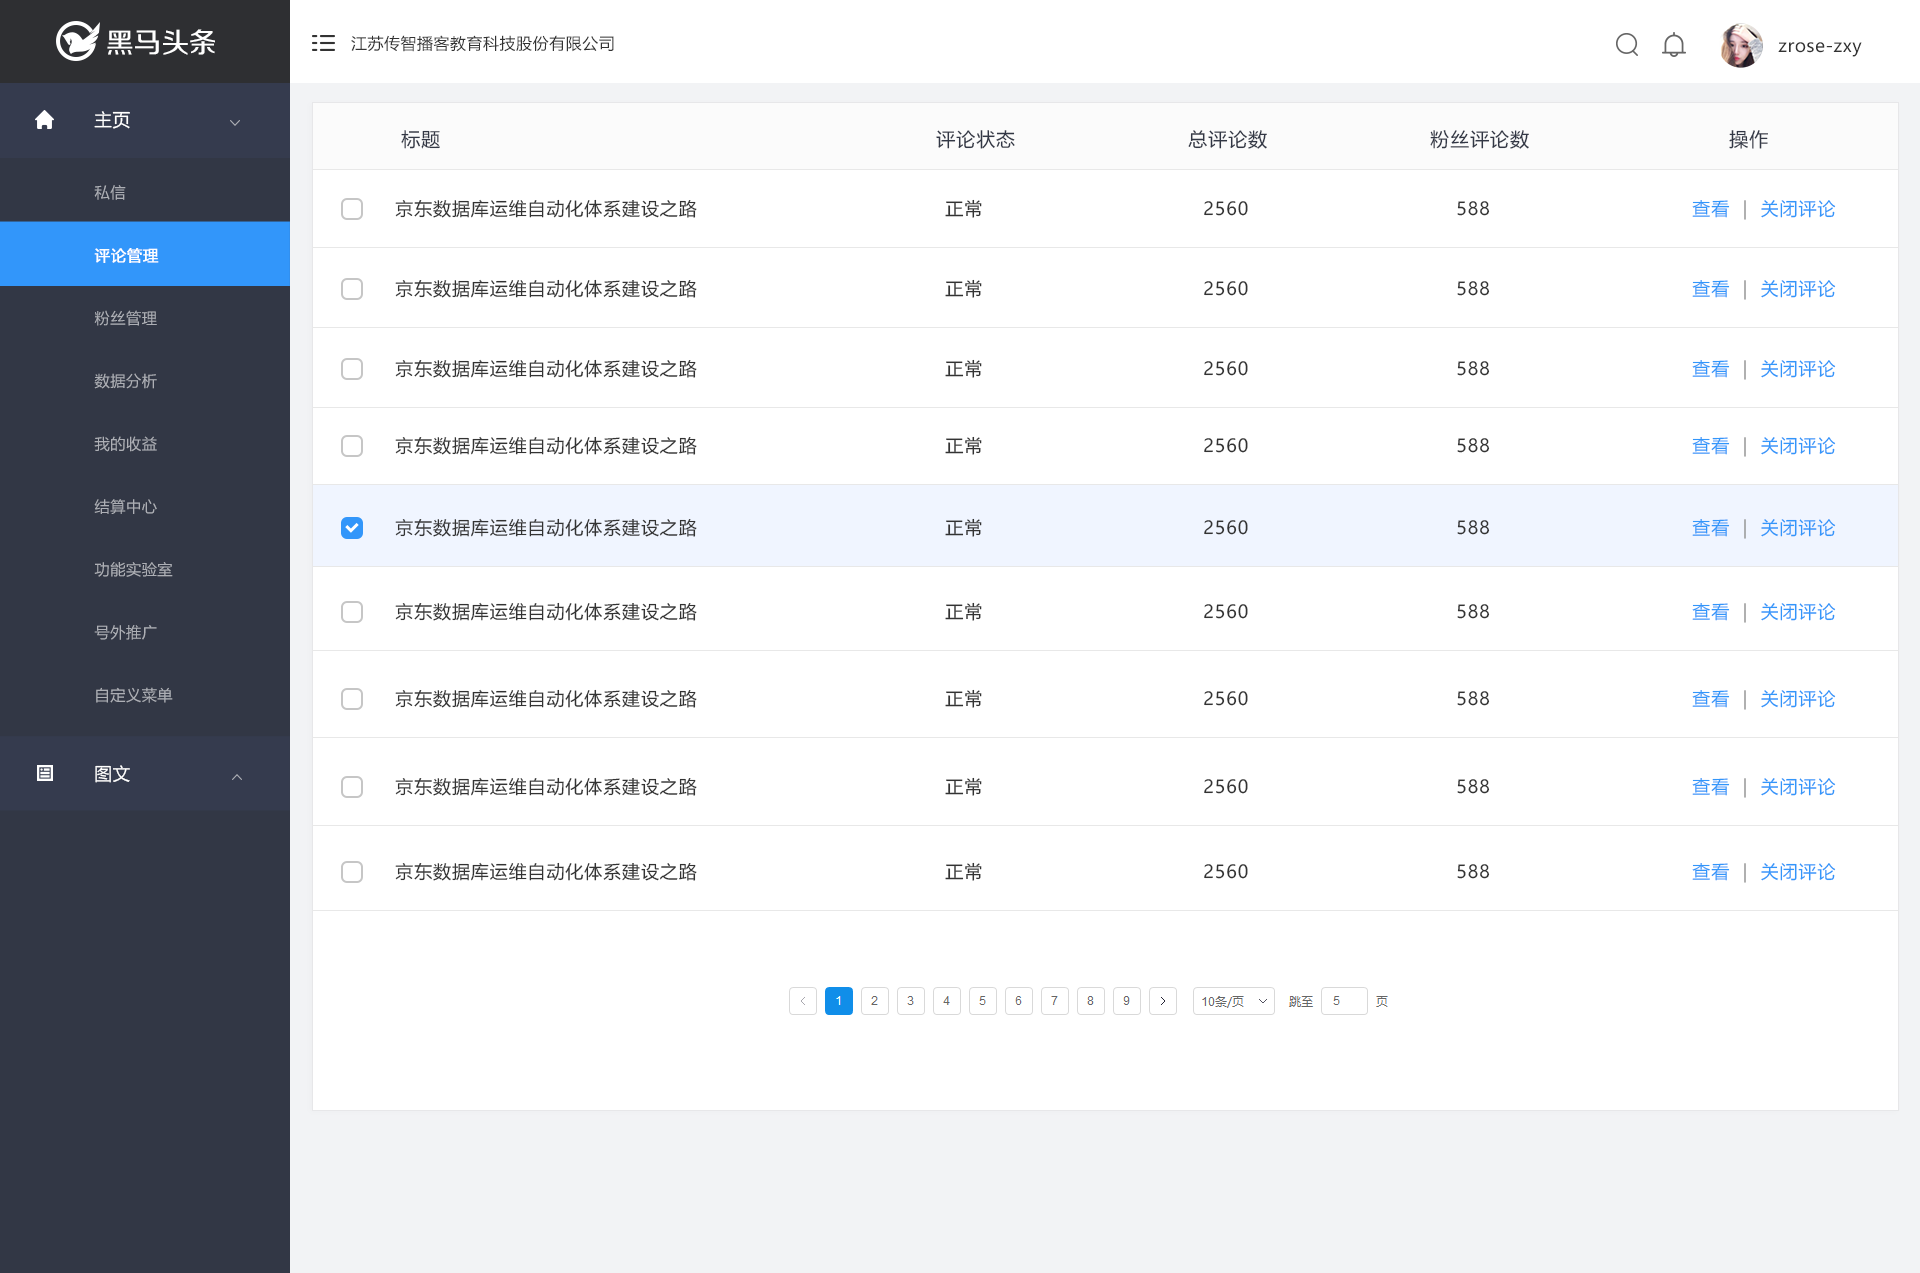 黑马头条
江苏传智播客教育科技股份有限公司
zrose-zxy
主页
私信
评论管理
粉丝管理
数据分析
我的收益
结算中心
功能实验室
号外推广
自定义菜单
图文
标题 评论状态 总评论数 粉丝评论数 操作
京东数据库运维自动化体系建设之路 正常 2560 588 查看 | 关闭评论
京东数据库运维自动化体系建设之路 正常 2560 588 查看 | 关闭评论
京东数据库运维自动化体系建设之路 正常 2560 588 查看 | 关闭评论
京东数据库运维自动化体系建设之路 正常 2560 588 查看 | 关闭评论
京东数据库运维自动化体系建设之路 正常 2560 588 查看 | 关闭评论
京东数据库运维自动化体系建设之路 正常 2560 588 查看 | 关闭评论
京东数据库运维自动化体系建设之路 正常 2560 588 查看 | 关闭评论
京东数据库运维自动化体系建设之路 正常 2560 588 查看 | 关闭评论
京东数据库运维自动化体系建设之路 正常 2560 588 查看 | 关闭评论
1 2 3 4 5 6 7 8 9 10条/页 跳至 5 页